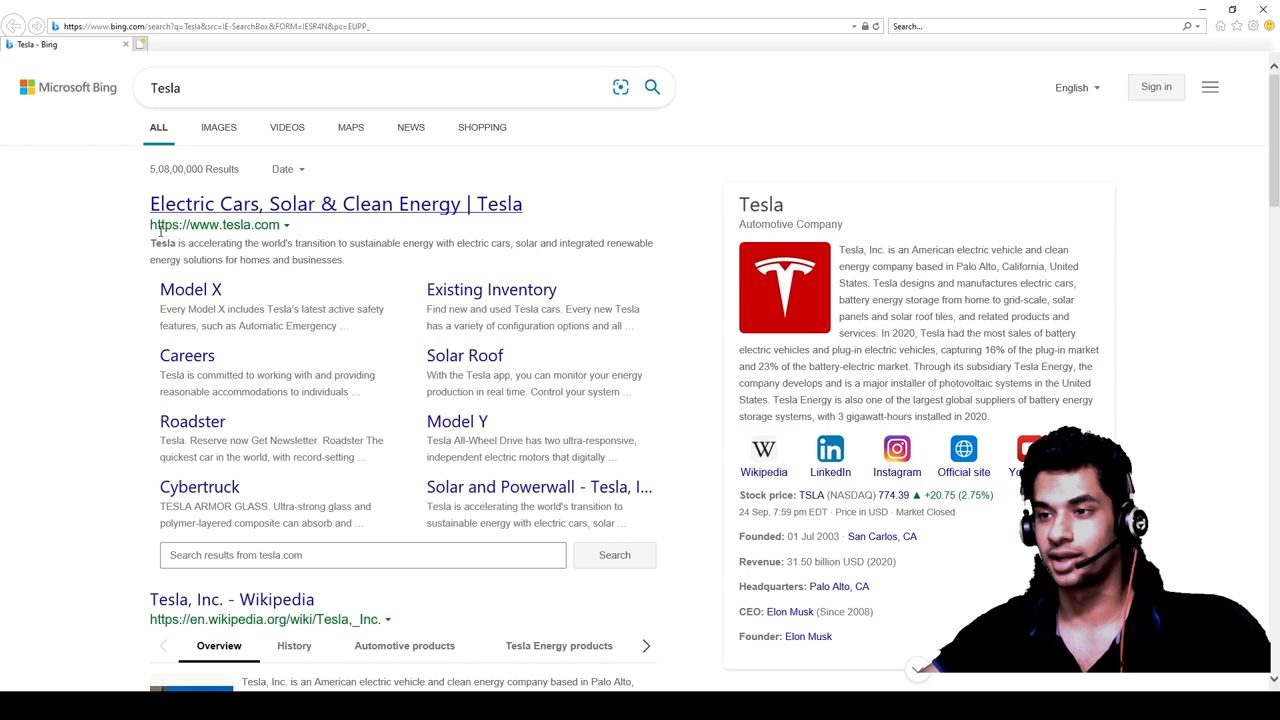 https://www.bing.com/search?q=Tesla&src=IE-SearchBox&FORM=IESR4N&pc=EUPP_
Search...
Tesla - Bing
Microsoft Bing
Tesla
English
Sign in
ALL
IMAGES
VIDEOS
MAPS
NEWS
SHOPPING
5,08,00,000 Results
Date
Electric Cars, Solar & Clean Energy | Tesla
https://www.tesla.com
Tesla is accelerating the world's transition to sustainable energy with electric cars, solar and integrated renewable
energy solutions for homes and businesses.
Model X
Every Model X includes Tesla's latest active safety
features, such as Automatic Emergency ...
Existing Inventory
Find new and used Tesla cars. Every new Tesla
has a variety of configuration options and all ...
Careers
Tesla is committed to working with and providing
reasonable accommodations to individuals ...
Solar Roof
With the Tesla app, you can monitor your energy
production in real time. Control your system ...
Roadster
Tesla. Reserve now Get Newsletter. Roadster The
quickest car in the world, with record-setting ...
Model Y
Tesla All-Wheel Drive has two ultra-responsive,
independent electric motors that digitally ...
Cybertruck
TESLA ARMOR GLASS. Ultra-strong glass and
polymer-layered composite can absorb and ...
Solar and Powerwall - Tesla, I...
Tesla is accelerating the world's transition to
sustainable energy with electric cars, solar ...
Search results from tesla.com
Search
Tesla, Inc. - Wikipedia
https://en.wikipedia.org/wiki/Tesla,_Inc.
Overview
History
Automotive products
Tesla Energy products
Tesla, Inc. is an American electric vehicle and clean energy company based in Palo Alto,
Tesla
Automotive Company
Tesla, Inc. is an American electric vehicle and clean
energy company based in Palo Alto, California, United
States. Tesla designs and manufactures electric cars,
battery energy storage from home to grid-scale, solar
panels and solar roof tiles, and related products and
services. In 2020, Tesla had the most sales of battery
electric vehicles and plug-in electric vehicles, capturing 16% of the plug-in market
and 23% of the battery-electric market. Through its subsidiary Tesla Energy, the
company develops and is a major installer of photovoltaic systems in the United
States. Tesla Energy is also one of the largest global suppliers of battery energy
storage systems, with 3 gigawatt-hours installed in 2020.
W
in
Wikipedia
LinkedIn
Instagram
Official site
Stock price: TSLA (NASDAQ) 774.39 ▲ +20.75 (2.75%)
24 Sep, 7:59 pm EDT · Price in USD · Market Closed
Founded: 01 Jul 2003 · San Carlos, CA
Revenue: 31.50 billion USD (2020)
Headquarters: Palo Alto, CA
CEO: Elon Musk (Since 2008)
Founder: Elon Musk